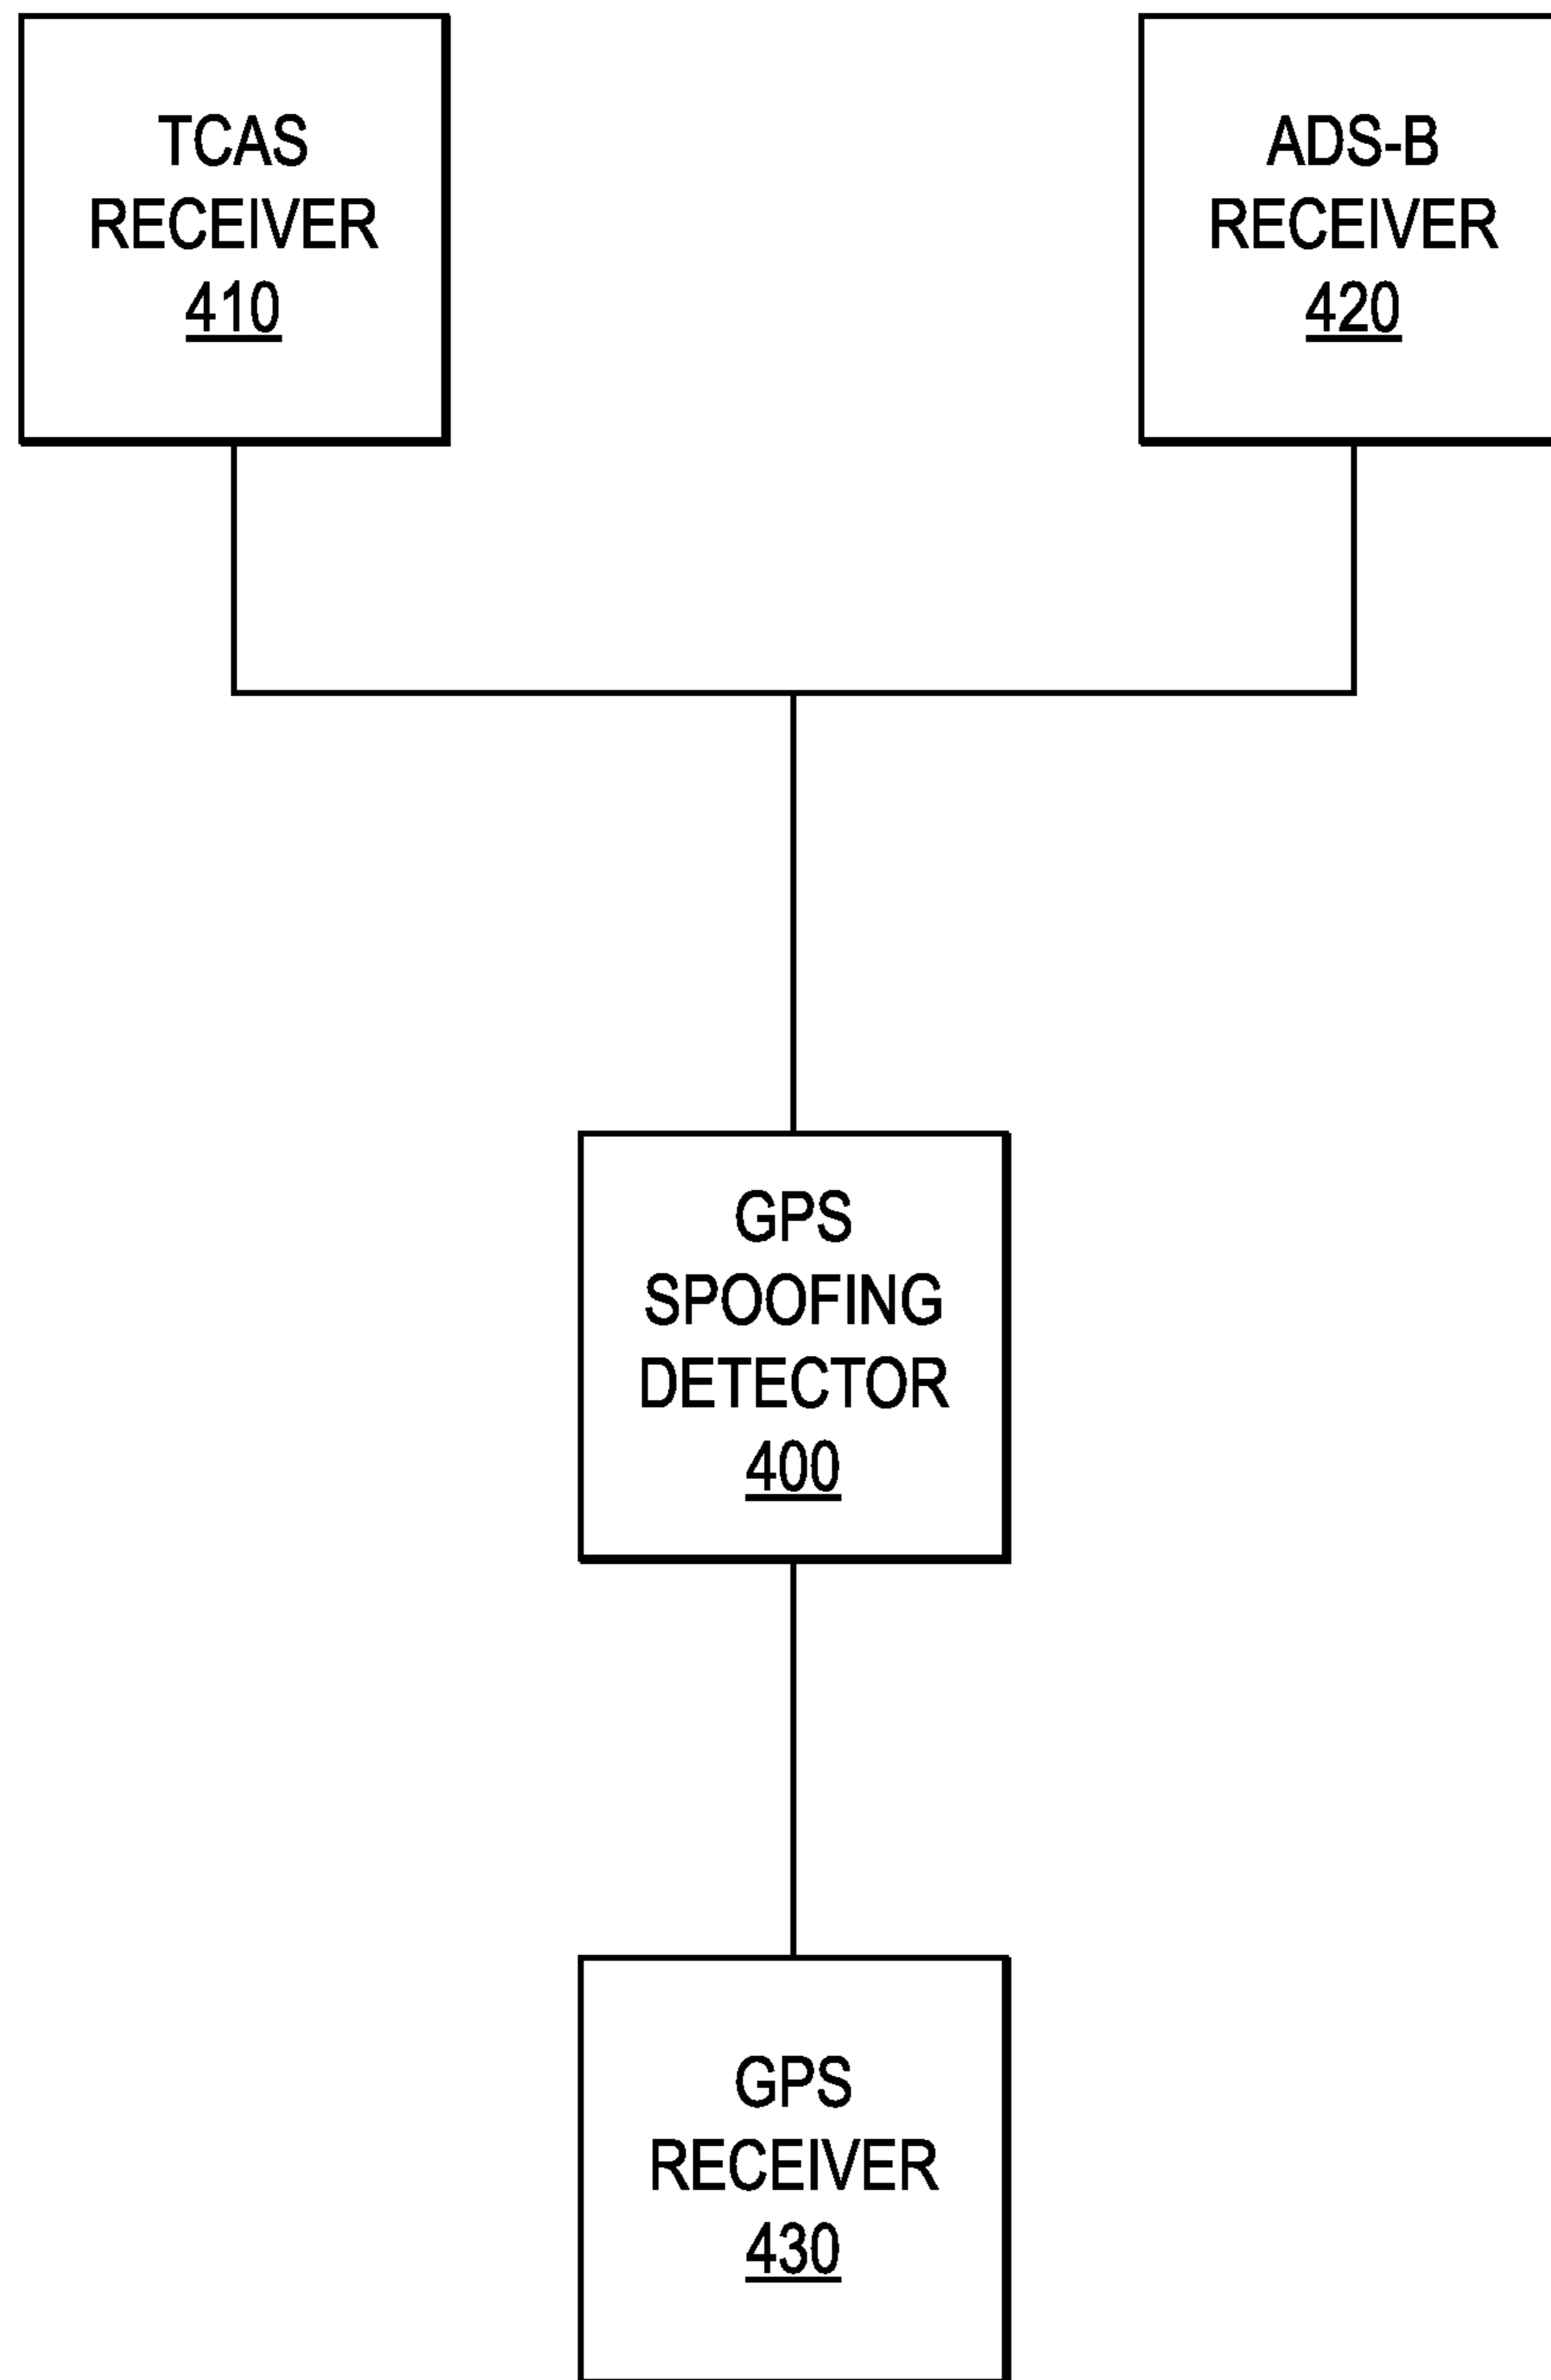 TCAS
RECEIVER
410
ADS-B
RECEIVER
420
GPS
SPOOFING
DETECTOR
400
GPS
RECEIVER
430